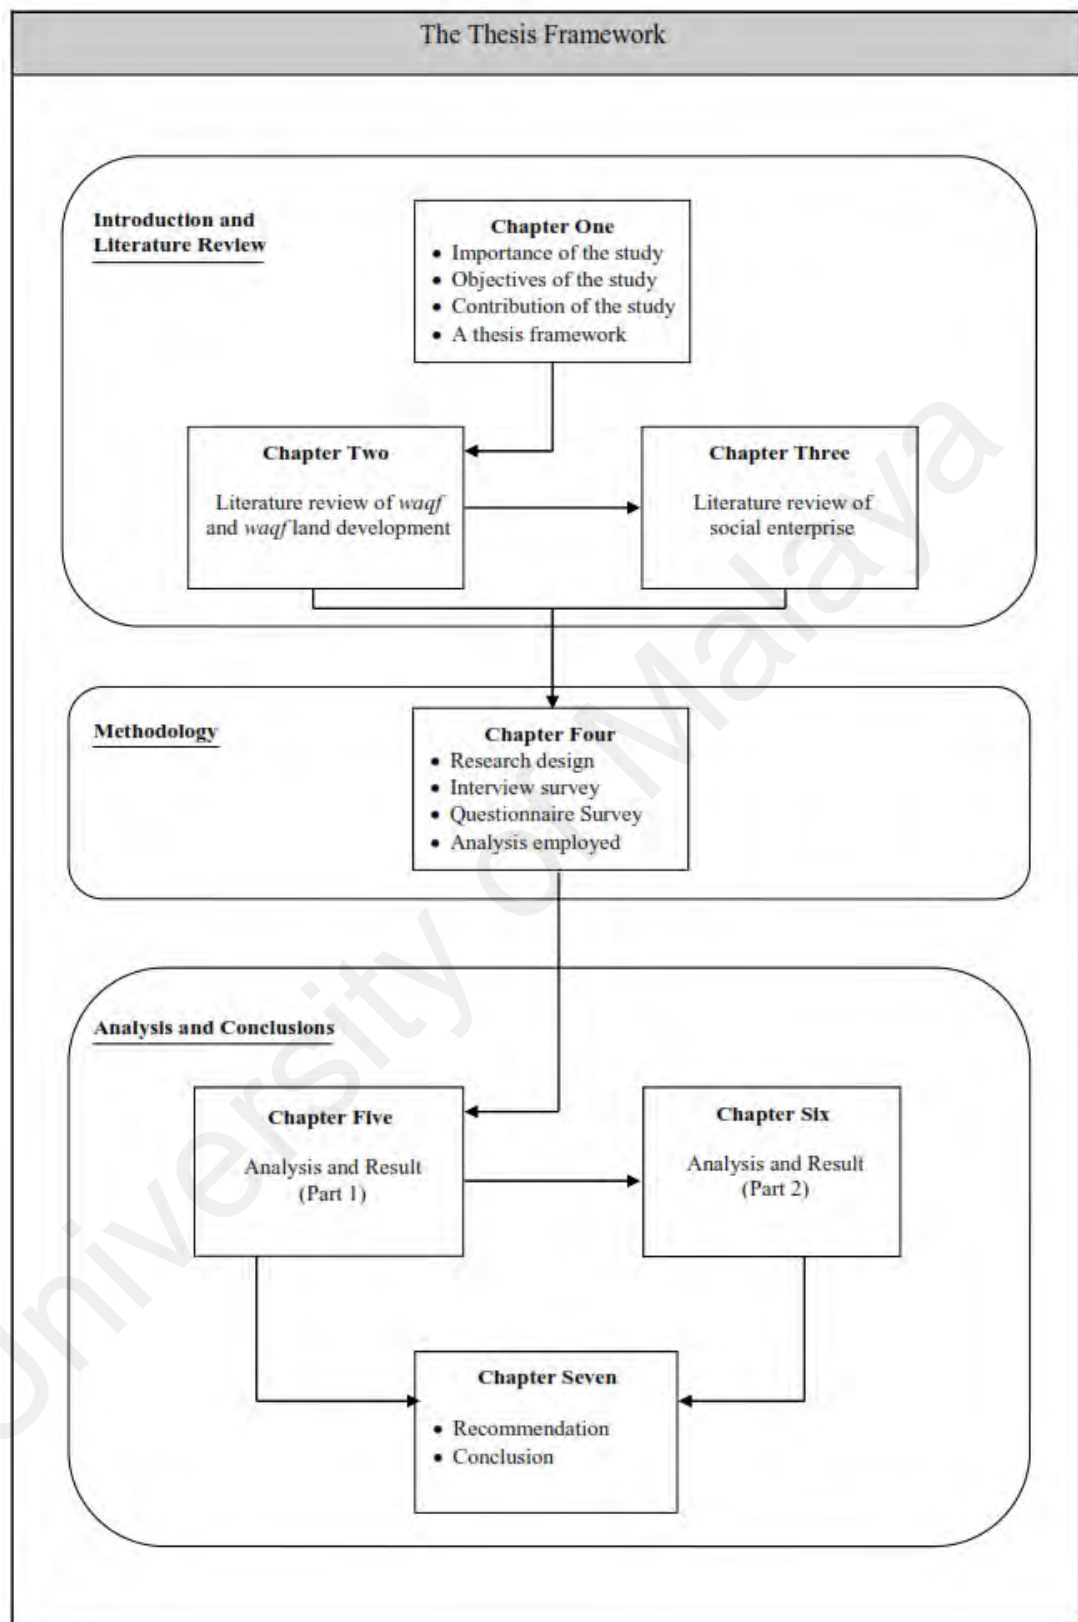 The Thesis Framework
Introduction and
Literature Review
Chapter One
• Importance of the study
• Objectives of the study
• Contribution of the study
• A thesis framework
Chapter Two
Literature review of waqf
and waqf land development
Chapter Three
Literature review of
social enterprise
Methodology
Chapter Four
• Research design
• Interview survey
• Questionnaire Survey
• Analysis employed
Analysis and Conclusions
Chapter Five
Analysis and Result
(Part 1)
Chapter Six
Analysis and Result
(Part 2)
Chapter Seven
• Recommendation
• Conclusion
University of Malaya